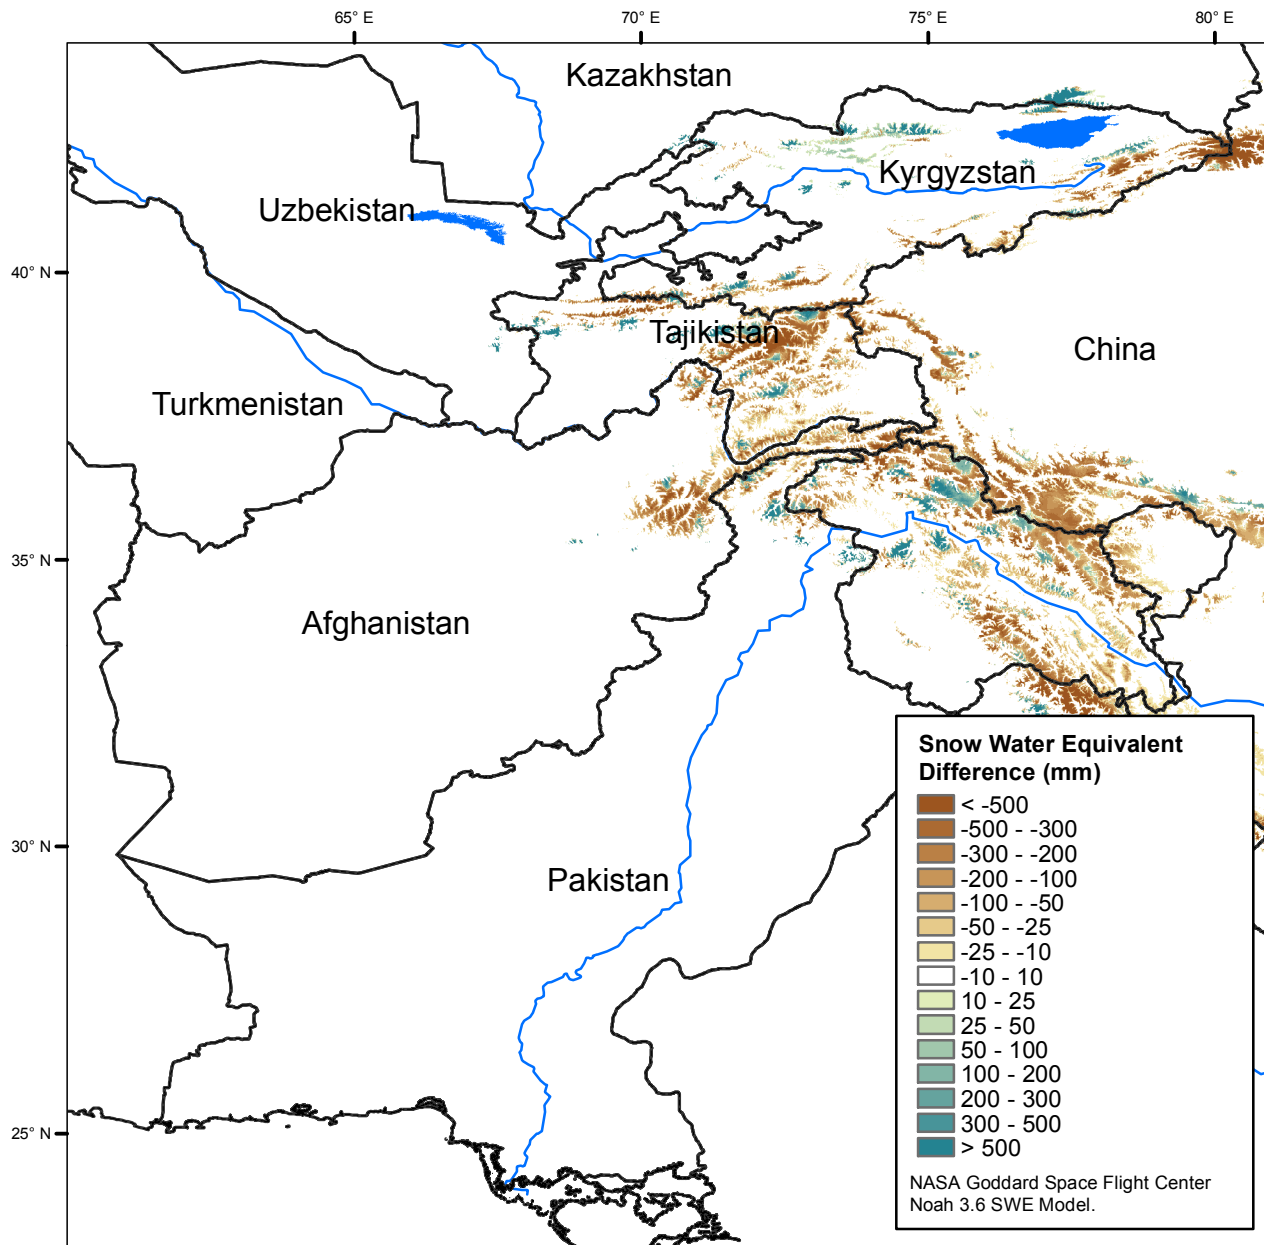 65° E
70° E
75° E
80° E
Kazakhstan
Kyrgyzstan
Uzbekistan
40° N
Tajikistan
China
Turkmenistan
35° N
Afghanistan
30° N
Pakistan
25° N
Snow Water Equivalent
Difference (mm)
< -500
-500 - -300
-300 - -200
-200 - -100
-100 - -50
-50 - -25
-25 - -10
-10 - 10
10 - 25
25 - 50
50 - 100
100 - 200
200 - 300
300 - 500
> 500
NASA Goddard Space Flight Center
Noah 3.6 SWE Model.